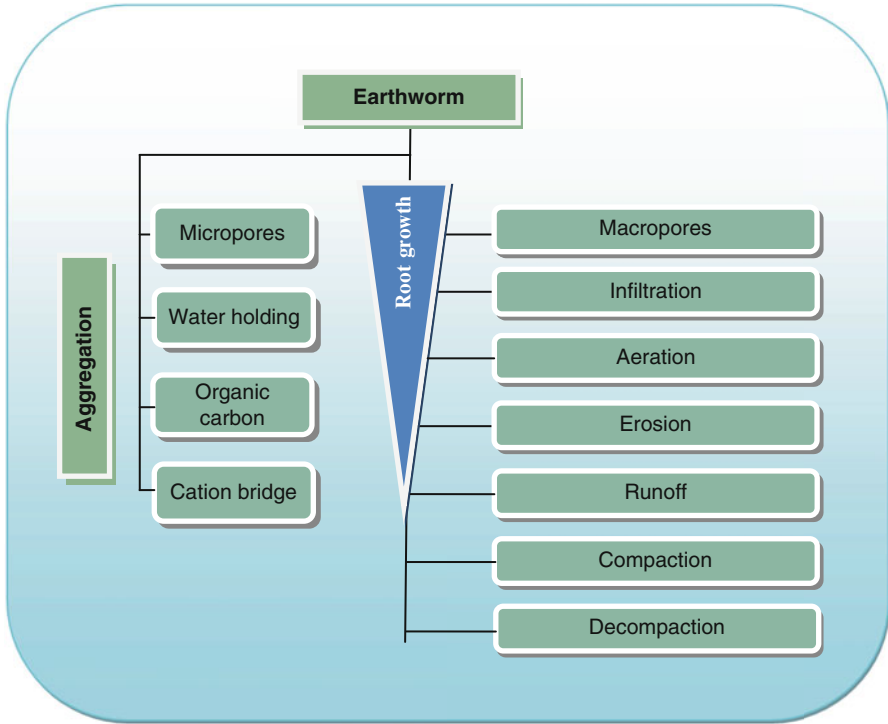 Earthworm
Aggregation
Micropores
Water holding
Organic
carbon
Cation bridge
Root growth
Macropores
Infiltration
Aeration
Erosion
Runoff
Compaction
Decompaction